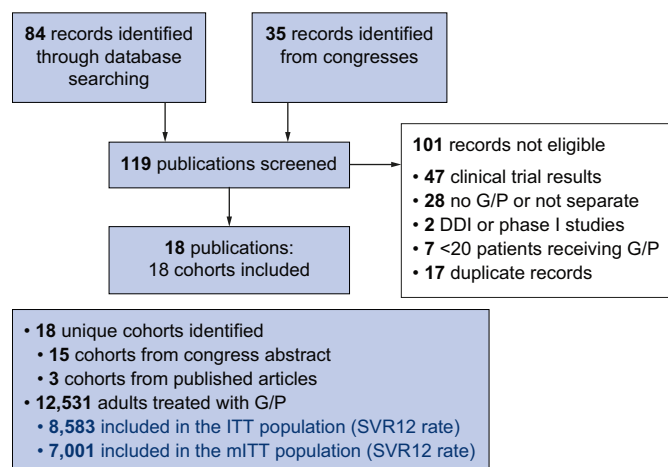 84 records identified
through database
searching
35 records identified
from congresses
119 publications screened
101 records not eligible
• 47 clinical trial results
• 28 no G/P or not separate
• 2 DDI or phase I studies
• 7 <20 patients receiving G/P
• 17 duplicate records
18 publications:
18 cohorts included
• 18 unique cohorts identified
• 15 cohorts from congress abstract
• 3 cohorts from published articles
• 12,531 adults treated with G/P
• 8,583 included in the ITT population (SVR12 rate)
• 7,001 included in the mITT population (SVR12 rate)